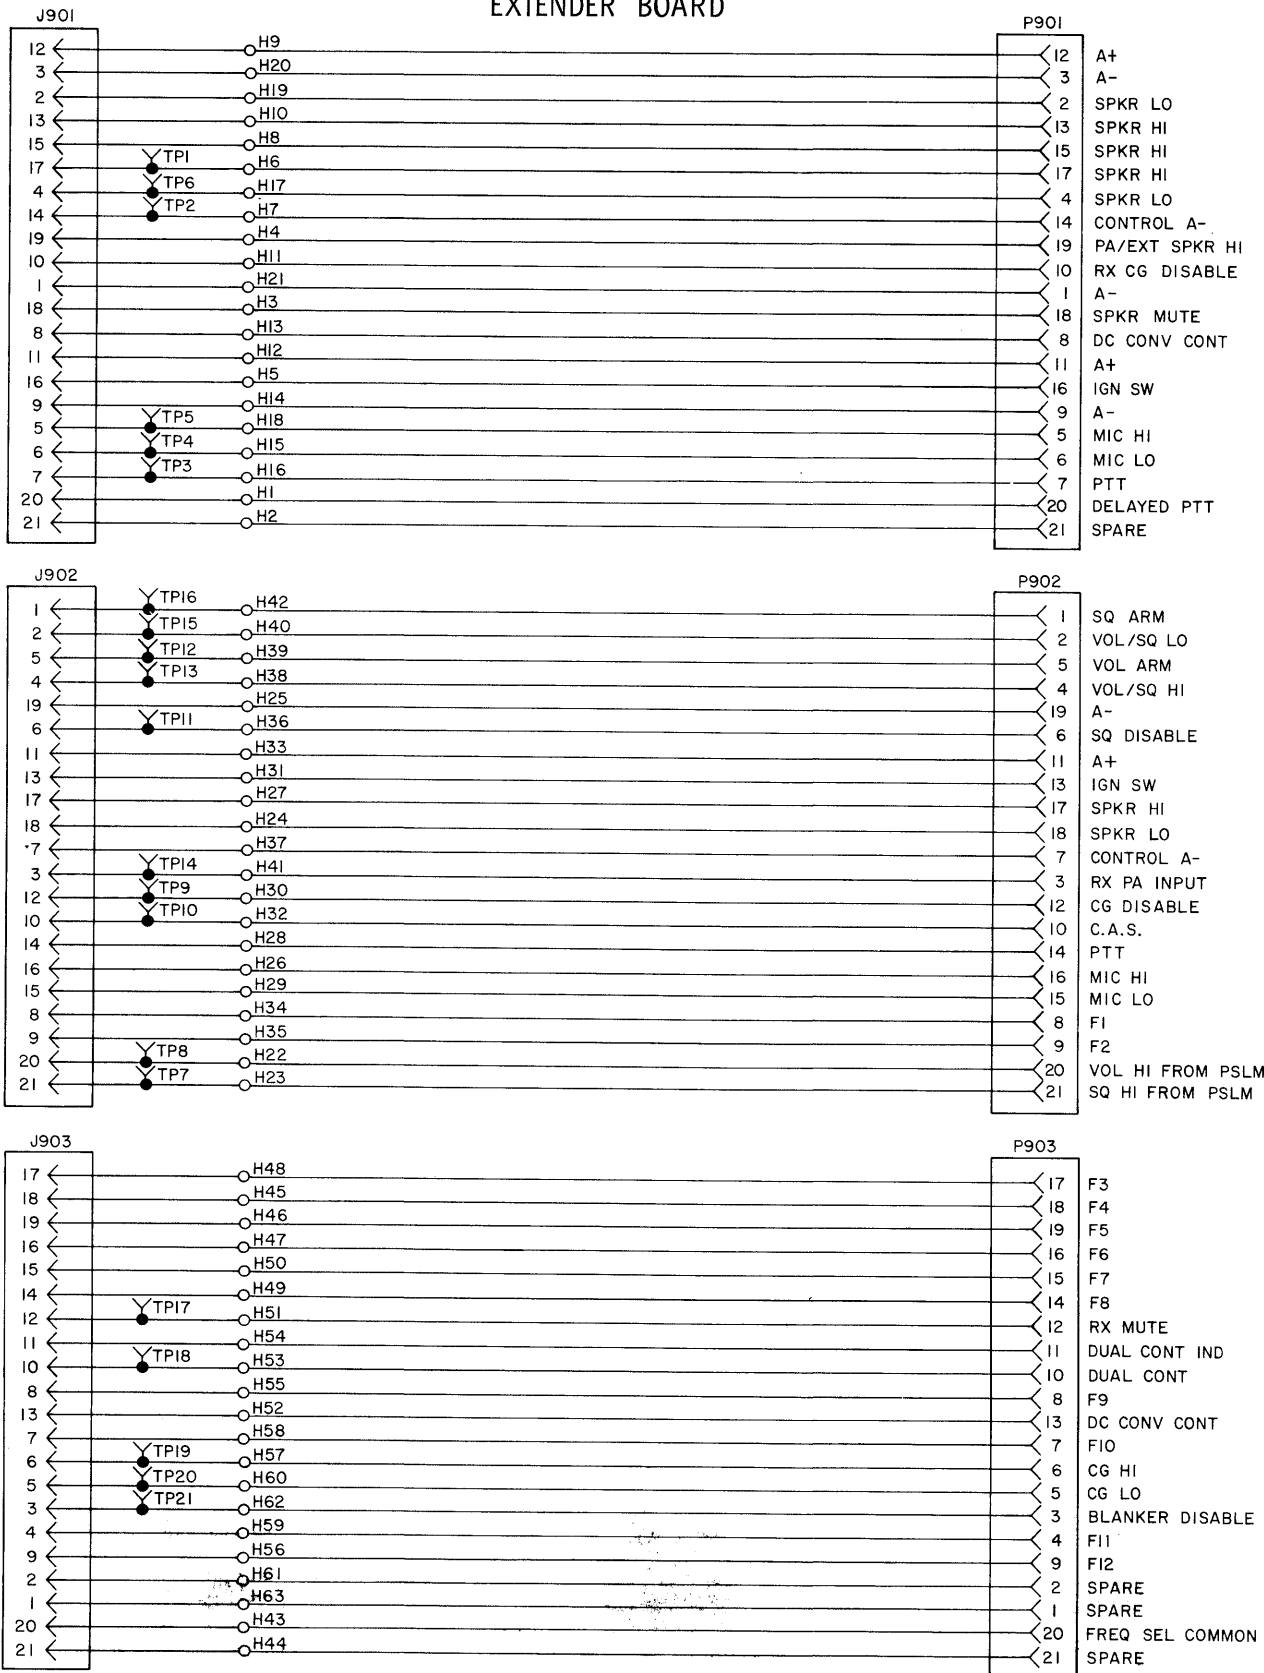 EXTENDER BOARD
J901 P901
12 H9 12 A+
3 H20 3 A-
2 H19 2 SPKR LO
13 H10 13 SPKR HI
15 H8 15 SPKR HI
17 TP1 H6 17 SPKR HI
4 TP6 H17 4 SPKR LO
14 TP2 H7 14 CONTROL A-
19 H4 19 PA/EXT SPKR HI
10 H11 10 RX CG DISABLE
1 H21 1 A-
18 H3 18 SPKR MUTE
8 H13 8 DC CONV CONT
11 H12 11 A+
16 H5 16 IGN SW
9 H14 9 A-
5 TP5 H18 5 MIC HI
6 TP4 H15 6 MIC LO
7 TP3 H16 7 PTT
20 H1 20 DELAYED PTT
21 H2 21 SPARE
J902 P902
1 TP16 H42 1 SQ ARM
2 TP15 H40 2 VOL/SQ LO
5 TP12 H39 5 VOL ARM
4 TP13 H38 4 VOL/SQ HI
19 H25 19 A-
6 TP11 H36 6 SQ DISABLE
11 H33 11 A+
13 H31 13 IGN SW
17 H27 17 SPKR HI
18 H24 18 SPKR LO
7 H37 7 CONTROL A-
3 TP14 H41 3 RX PA INPUT
12 TP9 H30 12 CG DISABLE
10 TP10 H32 10 C.A.S.
14 H28 14 PTT
16 H26 16 MIC HI
15 H29 15 MIC LO
8 H34 8 F1
9 H35 9 F2
20 TP8 H22 20 VOL HI FROM PSLM
21 TP7 H23 21 SQ HI FROM PSLM
J903 P903
17 H48 17 F3
18 H45 18 F4
19 H46 19 F5
16 H47 16 F6
15 H50 15 F7
14 H49 14 F8
12 TP17 H51 12 RX MUTE
11 H54 11 DUAL CONT IND
10 TP18 H53 10 DUAL CONT
8 H55 8 F9
13 H52 13 DC CONV CONT
7 H58 7 F10
6 TP19 H57 6 CG HI
5 TP20 H60 5 CG LO
3 TP21 H62 3 BLANKER DISABLE
4 H59 4 F11
9 H56 9 F12
2 H61 2 SPARE
1 H63 1 SPARE
20 H43 20 FREQ SEL COMMON
21 H44 21 SPARE